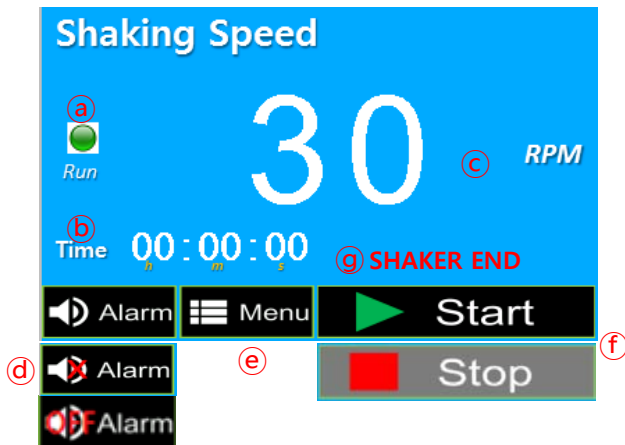 Shaking Speed
ⓐ
30
ⓒ
RPM
Run
ⓑ
Time 00:00:00
h m s
ⓖ SHAKER END
Alarm Menu Start
ⓓ Alarm ⓔ Stop ⓕ
OFF Alarm